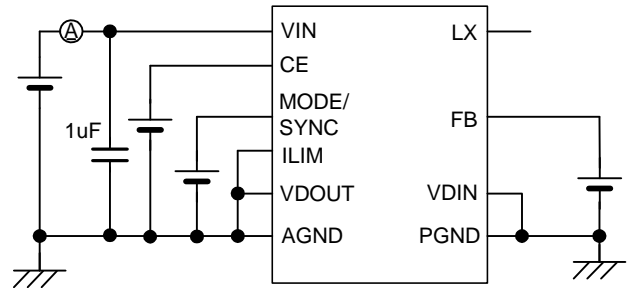 A
VIN
LX
CE
MODE/
SYNC
FB
1uF
ILIM
VDOUT
VDIN
AGND
PGND